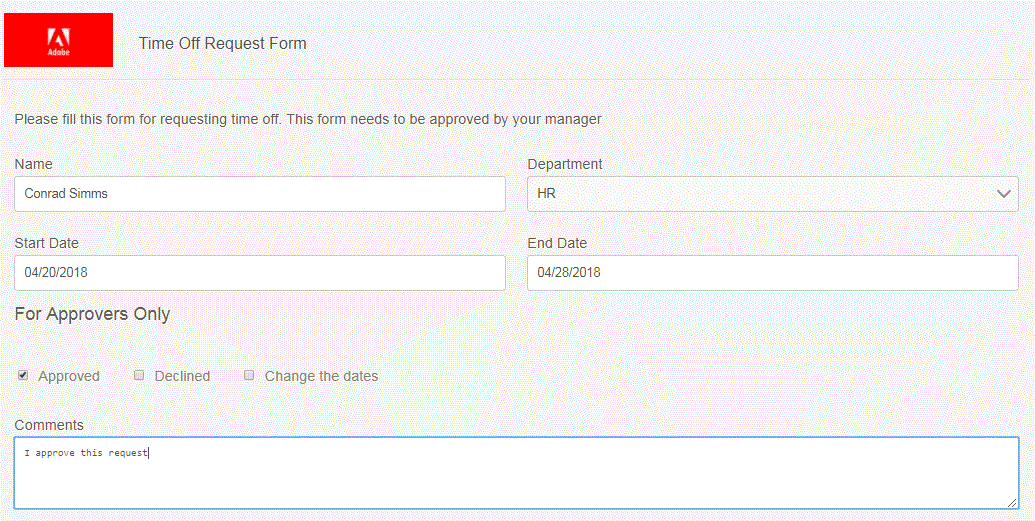 Adobe
Time Off Request Form
Please fill this form for requesting time off. This form needs to be approved by your manager
Name
Department
Conrad Simms
HR
Start Date
End Date
04/20/2018
04/28/2018
For Approvers Only
Approved Declined Change the dates
Comments
I approve this request